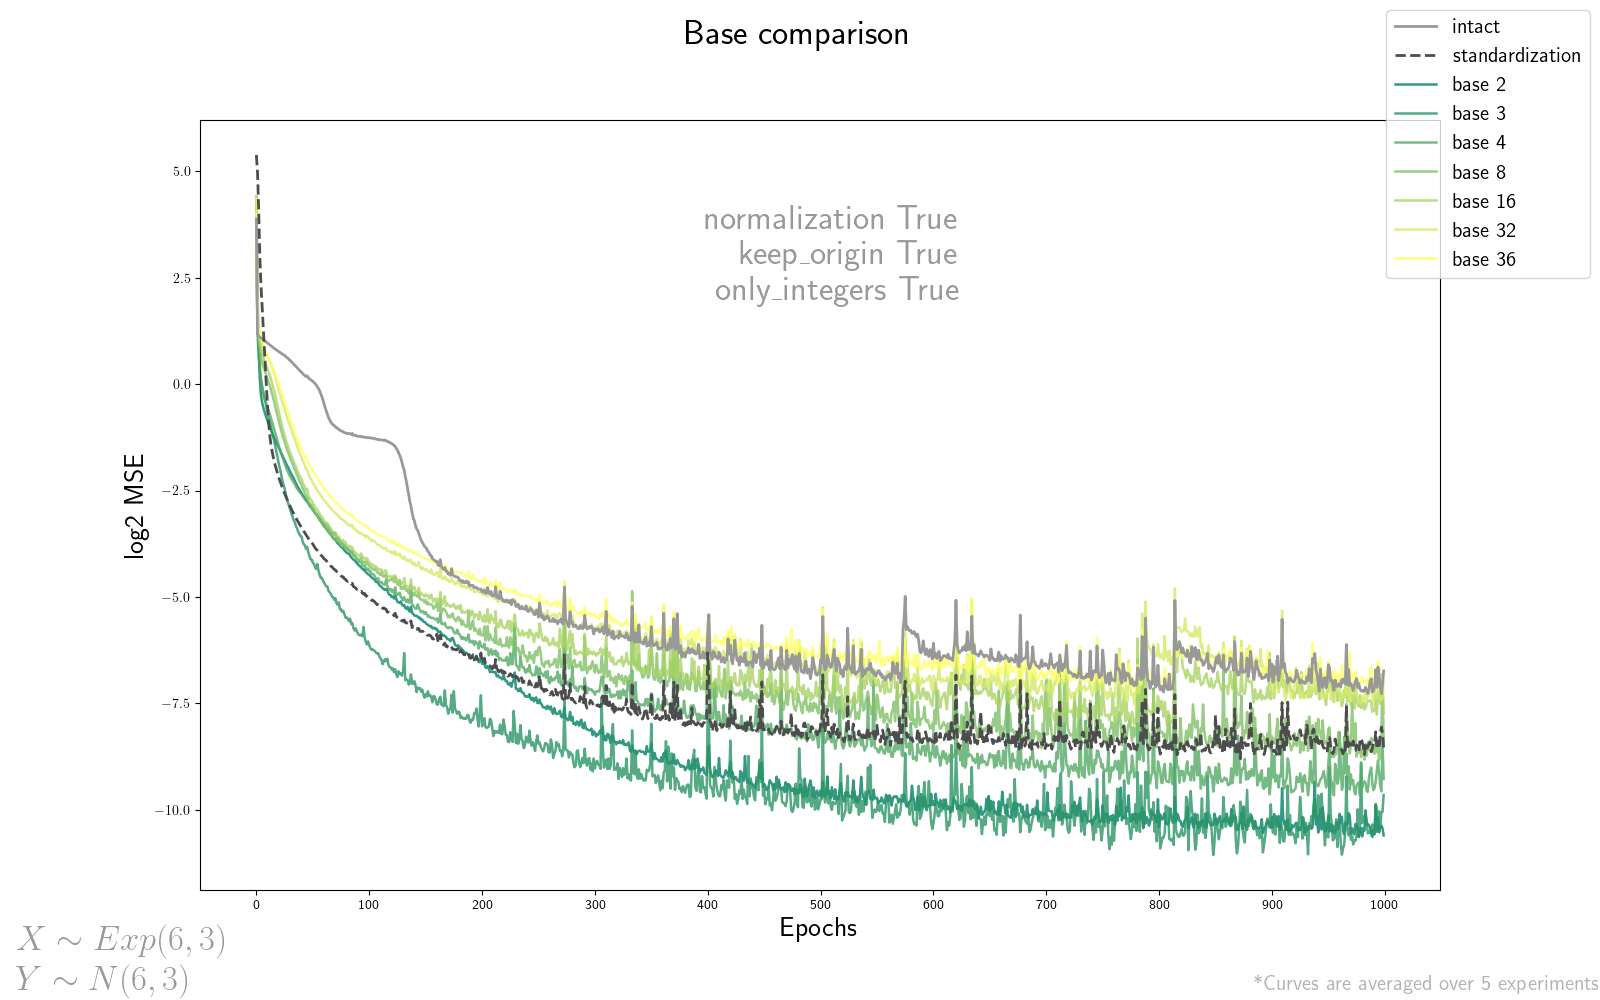 Base comparison
intact
standardization
base 2
base 3
base 4
base 8
base 16
base 32
base 36
normalization True
keep_origin True
only_integers True
log2 MSE
5.0
2.5
0.0
−2.5
−5.0
−7.5
−10.0
0 100 200 300 400 500 600 700 800 900 1000
Epochs
X ∼ Exp(6, 3)
Y ∼ N(6, 3)
*Curves are averaged over 5 experiments